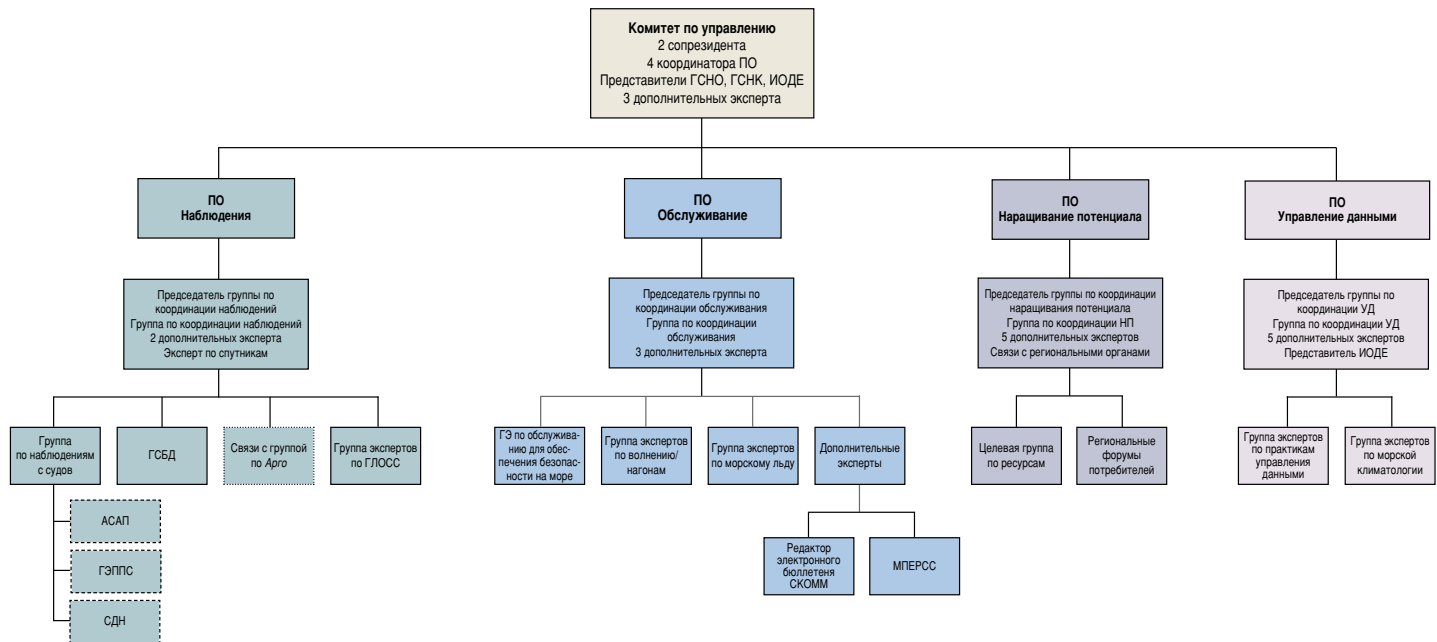 Комитет по управлению
2 сопрезидента
4 координатора ПО
Представители ГСНО, ГСНК, ИОДЕ
3 дополнительных эксперта
ПО
Наблюдения
ПО
Обслуживание
ПО
Наращивание потенциала
ПО
Управление данными
Председатель группы по
координации наблюдений
Группа по координации наблюдений
2 дополнительных эксперта
Эксперт по спутникам
Председатель группы по
координации обслуживания
Группа по координации
обслуживания
3 дополнительных эксперта
Председатель группы по координации
наращивания потенциала
Группа по координации НП
5 дополнительных экспертов
Связи с региональными органами
Председатель группы по
координации УД
Группа по координации УД
5 дополнительных экспертов
Представитель ИОДЕ
Группа
по наблюдениям
с судов
ГСБД
Связи с группой
по Арго
Группа экспертов
по ГЛОСС
ГЭ по обслужива-
нию для обес-
печения безопас-
ности на море
Группа экспертов
по волнению/
нагонам
Группа экспертов
по морскому льду
Дополнительные
эксперты
Целевая группа
по ресурсам
Региональные
форумы
потребителей
Группа экспертов
по практикам
управления
данными
Группа экспертов
по морской
климатологии
АСАП
ГЭППС
СДН
Редактор
электронного
бюллетеня
СКОММ
МПЕРСС